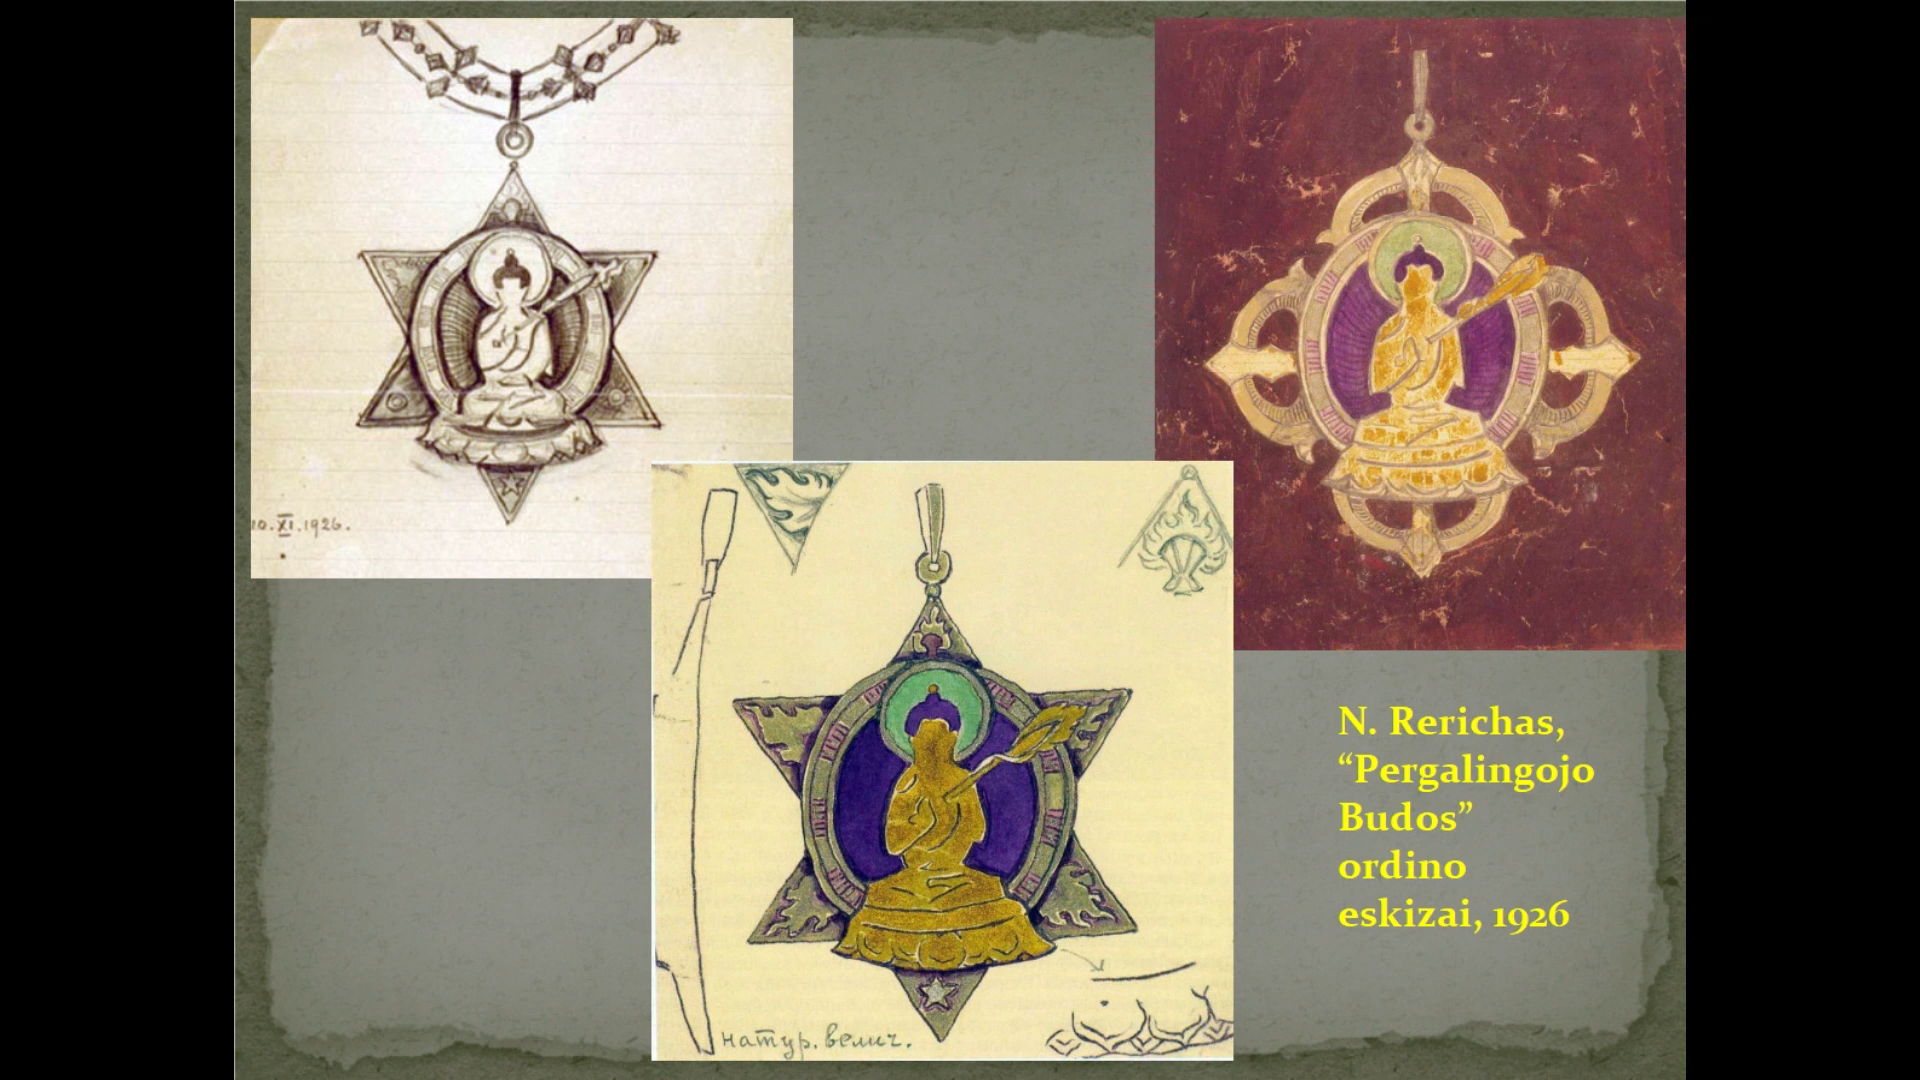 10.XI.1926.
натур. велич.
N. Rerichas,
“Pergalingojo
Budos”
ordino
eskizai, 1926